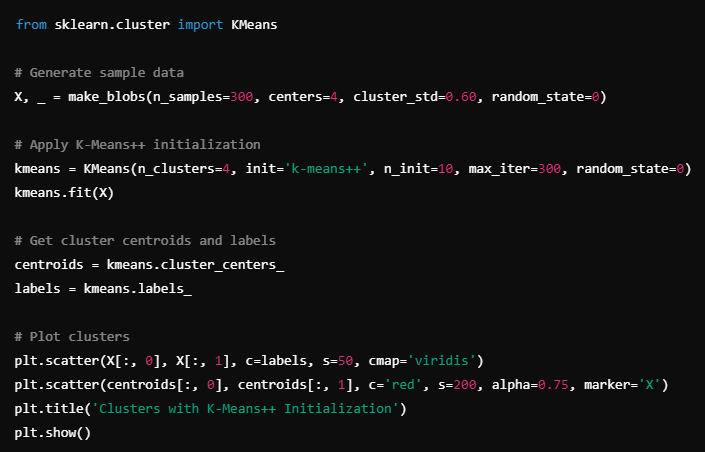 from sklearn.cluster import KMeans
# Generate sample data
X, _ = make_blobs(n_samples=300, centers=4, cluster_std=0.60, random_state=0)
# Apply K-Means++ initialization
kmeans = KMeans(n_clusters=4, init='k-means++', n_init=10, max_iter=300, random_state=0)
kmeans.fit(X)
# Get cluster centroids and labels
centroids = kmeans.cluster_centers_
labels = kmeans.labels_
# Plot clusters
plt.scatter(X[:, 0], X[:, 1], c=labels, s=50, cmap='viridis')
plt.scatter(centroids[:, 0], centroids[:, 1], c='red', s=200, alpha=0.75, marker='X')
plt.title('Clusters with K-Means++ Initialization')
plt.show()